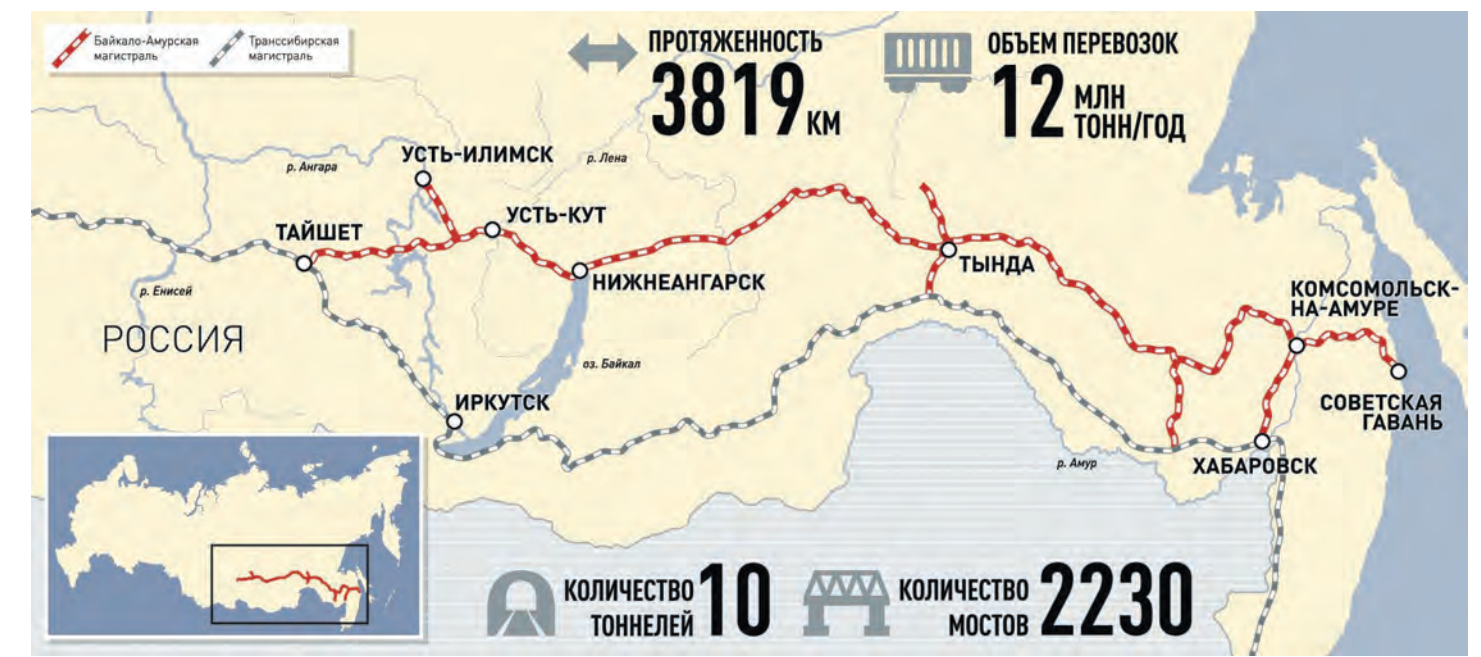 Байкало-Амурская
магистраль
Транссибирская
магистраль
ПРОТЯЖЕННОСТЬ
3819 КМ
ОБЪЕМ ПЕРЕВОЗОК
12 МЛН
ТОНН/ГОД
р. Ангара
УСТЬ-ИЛИМСК
р. Лена
ТАЙШЕТ
УСТЬ-КУТ
НИЖНЕАНГАРСК
ТЫНДА
р. Енисей
РОССИЯ
КОМСОМОЛЬСК-
НА-АМУРЕ
оз. Байкал
ИРКУТСК
СОВЕТСКАЯ
ГАВАНЬ
р. Амур
ХАБАРОВСК
КОЛИЧЕСТВО
ТОННЕЛЕЙ 10
КОЛИЧЕСТВО
МОСТОВ 2230